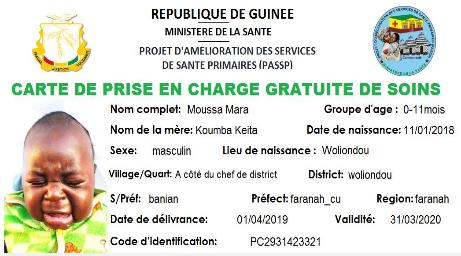 REPUBLIQUE DE GUINEE
MINISTERE DE LA SANTE
PROJET D'AMELIORATION DES SERVICES
DE SANTE PRIMAIRES (PASSP)
CARTE DE PRISE EN CHARGE GRATUITE DE SOINS
Nom complet: Moussa Mara Groupe d'age : 0-11mois
Nom de la mère: Koumba Keita Date de naissance: 11/01/2018
Sexe: masculin Lieu de naissance : Woliondou
Village/Quart: A côté du chef de district District: woliondou
S/Préf: banian Préfect: faranah_cu Region: faranah
Date de délivrance: 01/04/2019 Validité: 31/03/2020
Code d'Identification: PC2931423321